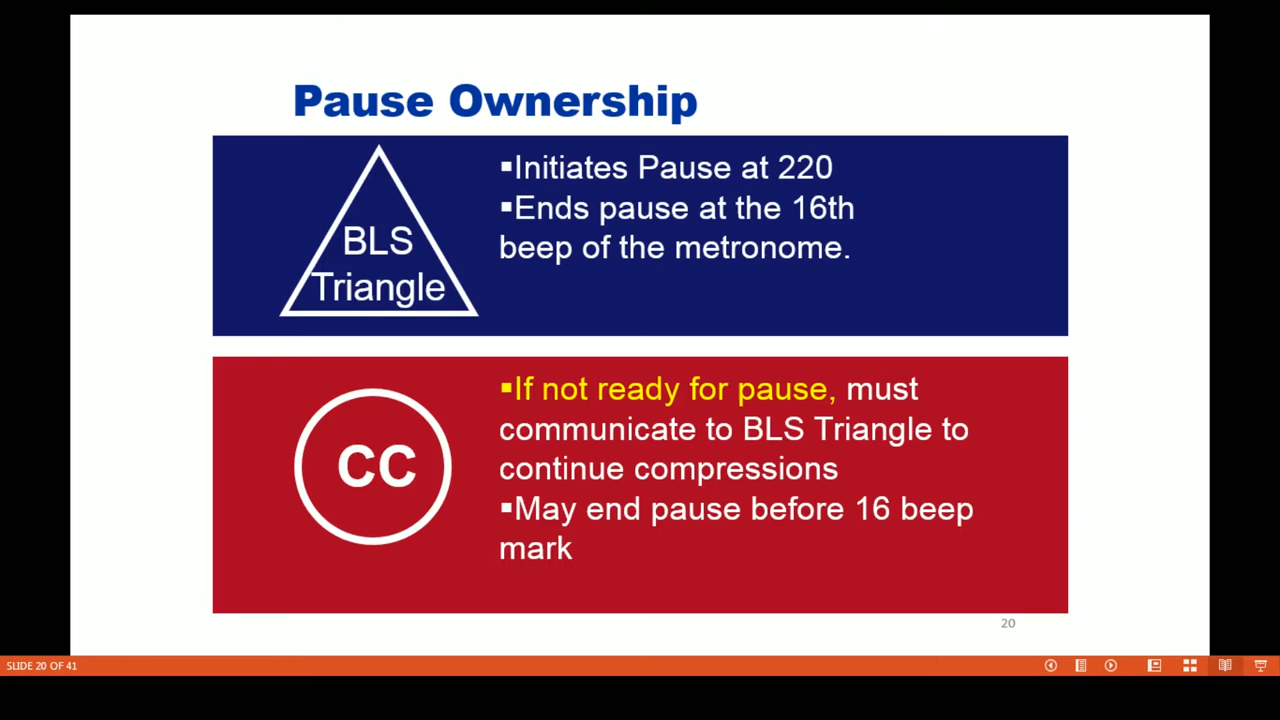 Pause Ownership
BLS
Triangle
▪Initiates Pause at 220
▪Ends pause at the 16th
beep of the metronome.
CC
▪If not ready for pause, must
communicate to BLS Triangle to
continue compressions
▪May end pause before 16 beep
mark
20
SLIDE 20 OF 41